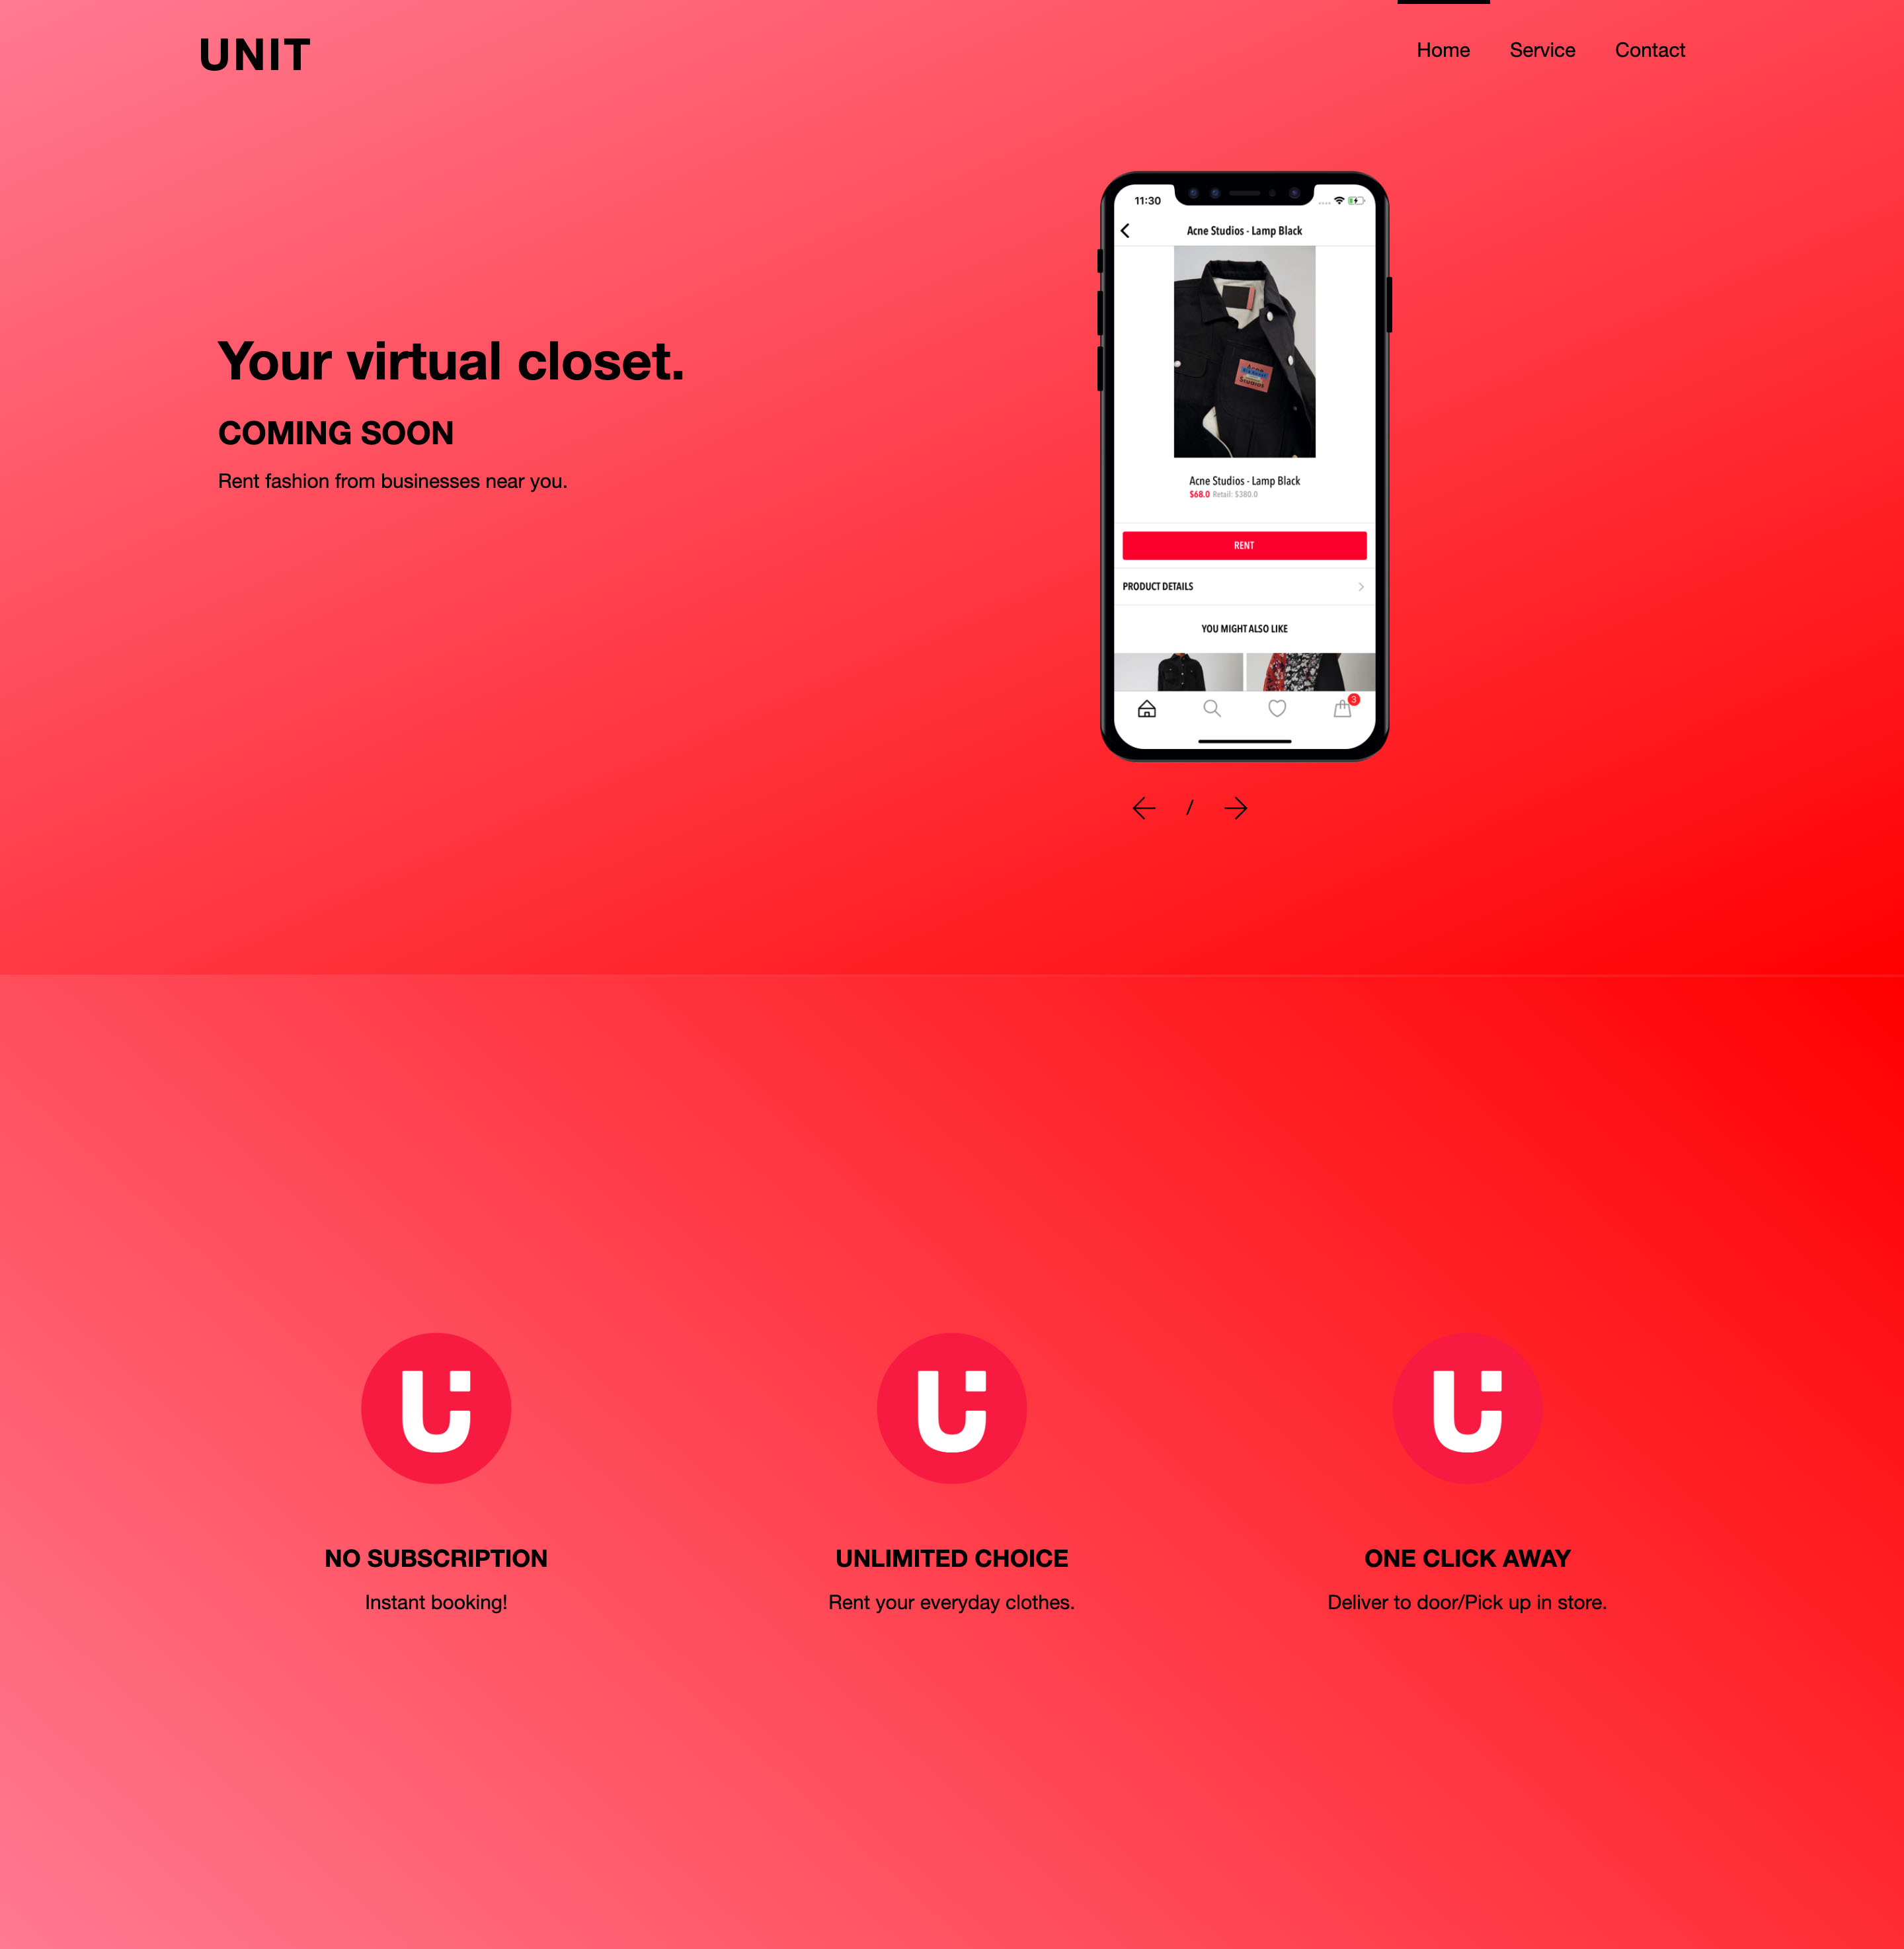 UNIT
Home Service Contact
Your virtual closet.
COMING SOON
Rent fashion from businesses near you.
11:30
Acne Studios - Lamp Black
Acne
Studios
Acne Studios - Lamp Black
$68.0 Retail: $380.0
RENT
PRODUCT DETAILS
YOU MIGHT ALSO LIKE
3
/
NO SUBSCRIPTION
Instant booking!
UNLIMITED CHOICE
Rent your everyday clothes.
ONE CLICK AWAY
Deliver to door/Pick up in store.